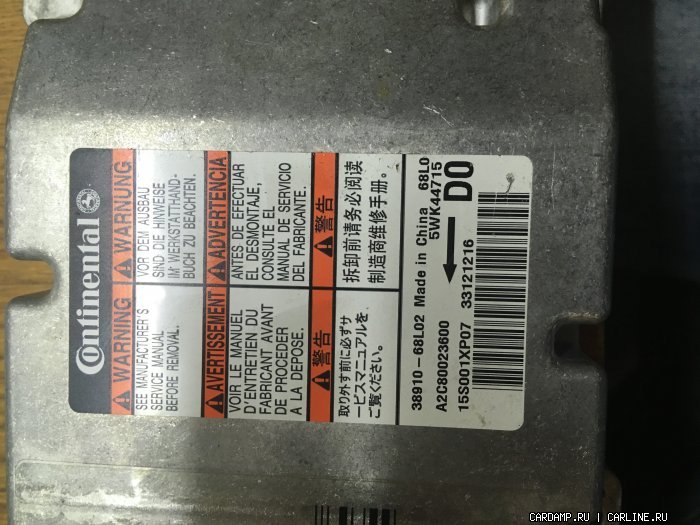 Continental
WARNING
SEE MANUFACTURER'S
SERVICE MANUAL
BEFORE REMOVAL.
WARNUNG
VOR DEM AUSBAU
SIND DIE HINWEISE
IM WERKSTATTHAND-
BUCH ZU BEACHTEN.
AVERTISSEMENT
VOIR LE MANUEL
D'ENTRETIEN DU
FABRICANT AVANT
DE PROCEDER
A LA DEPOSE.
ADVERTENCIA
ANTES DE EFECTUAR
EL DESMONTAJE,
CONSULTE EL
MANUAL DE SERVICIO
DEL FABRICANTE.
警告
取り外す前に必ずサ
ービスマニュアルを
ご覧ください。
警告
拆卸前请务必阅读
制造商维修手册。
38910-68L02 Made in China 68L0
A2C80023600 5WK44715
D0
15S001XP07 33121216
CARDAMP.RU | CARLINE.RU